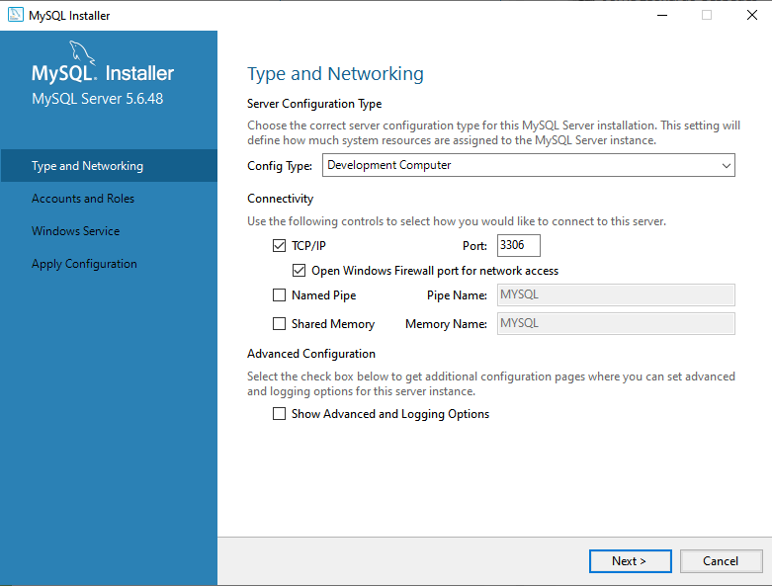 MySQL Installer
MySQL. Installer
MySQL Server 5.6.48
Type and Networking
Accounts and Roles
Windows Service
Apply Configuration
Type and Networking
Server Configuration Type
Choose the correct server configuration type for this MySQL Server installation. This setting will
define how much system resources are assigned to the MySQL Server instance.
Config Type: Development Computer
Connectivity
Use the following controls to select how you would like to connect to this server.
TCP/IP Port: 3306
Open Windows Firewall port for network access
Named Pipe Pipe Name: MYSQL
Shared Memory Memory Name: MYSQL
Advanced Configuration
Select the check box below to get additional configuration pages where you can set advanced
and logging options for this server instance.
Show Advanced and Logging Options
Next > Cancel